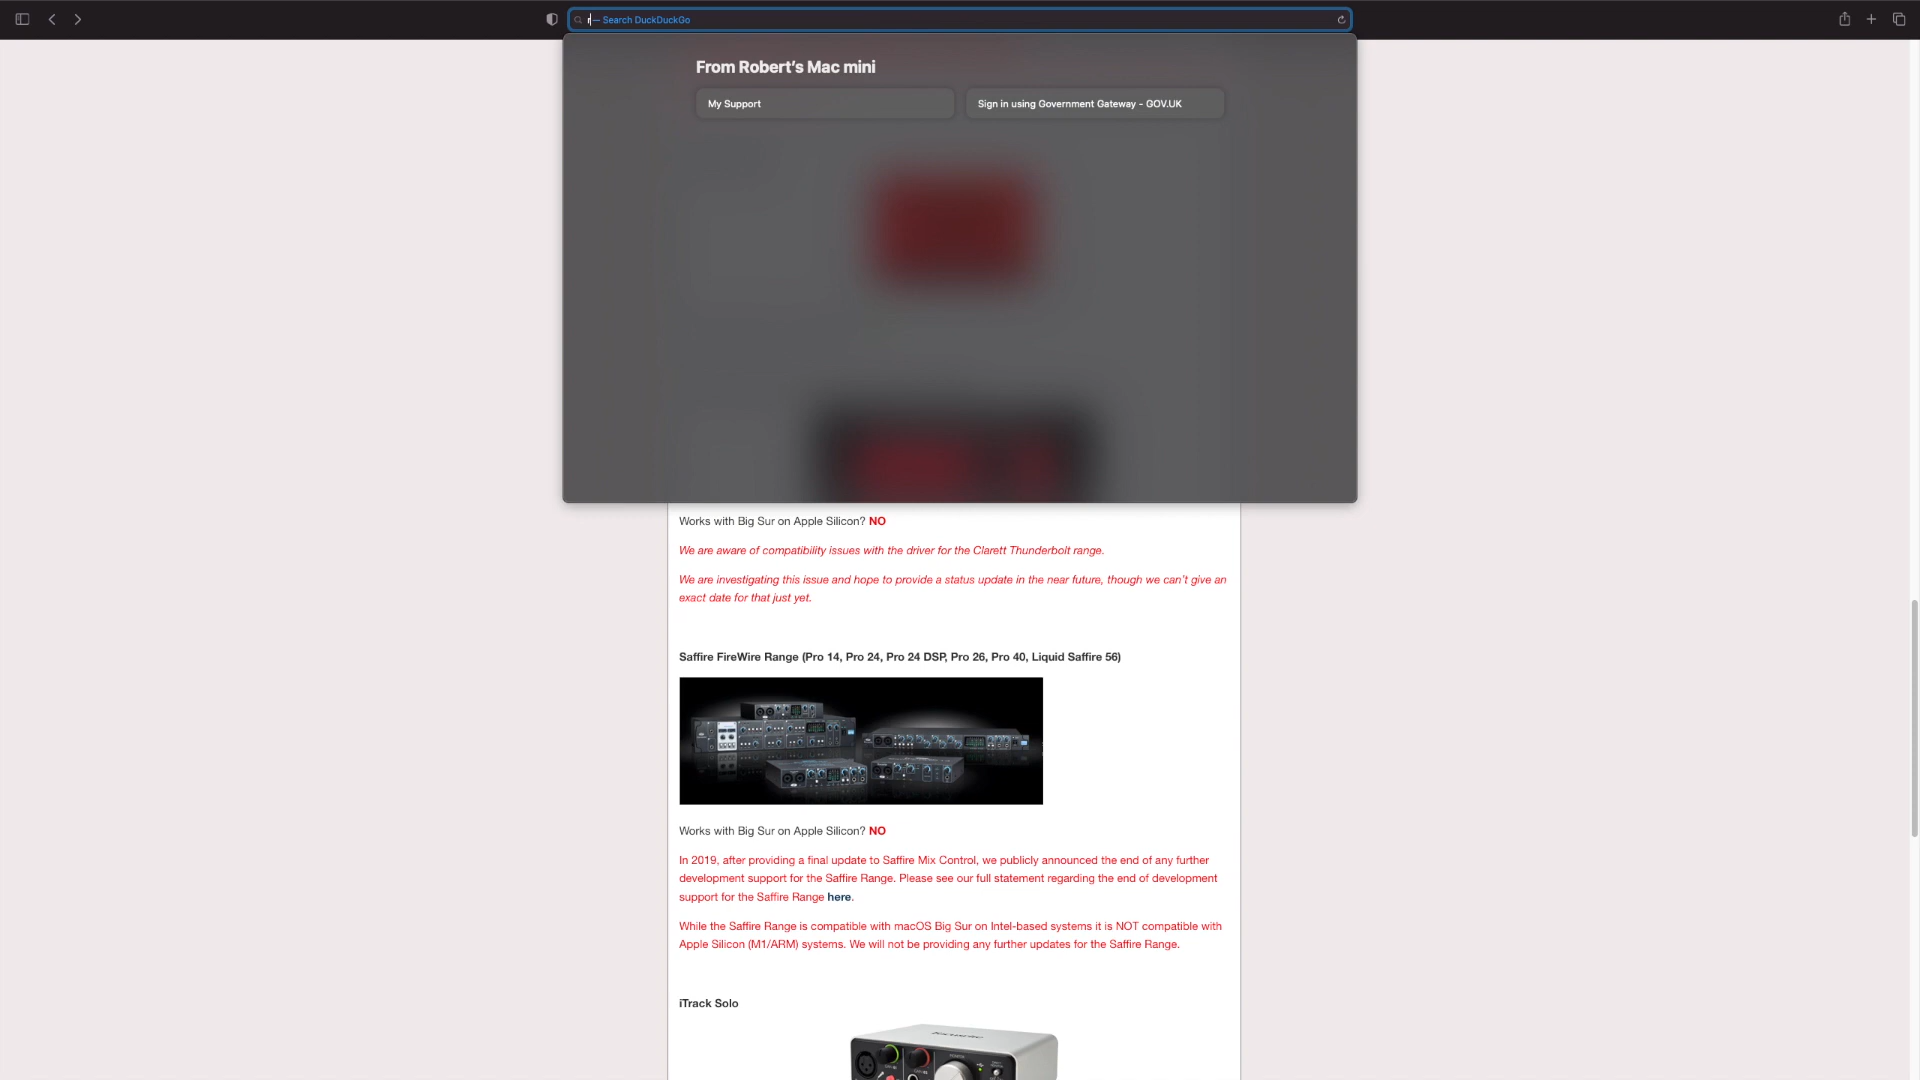 r — Search DuckDuckGo
From Robert's Mac mini
My Support
Sign in using Government Gateway - GOV.UK
Works with Big Sur on Apple Silicon? NO
We are aware of compatibility issues with the driver for the Clarett Thunderbolt range.
We are investigating this issue and hope to provide a status update in the near future, though we can't give an
exact date for that just yet.
Saffire FireWire Range (Pro 14, Pro 24, Pro 24 DSP, Pro 26, Pro 40, Liquid Saffire 56)
Works with Big Sur on Apple Silicon? NO
In 2019, after providing a final update to Saffire Mix Control, we publicly announced the end of any further
development support for the Saffire Range. Please see our full statement regarding the end of development
support for the Saffire Range here.
While the Saffire Range is compatible with macOS Big Sur on Intel-based systems it is NOT compatible with
Apple Silicon (M1/ARM) systems. We will not be providing any further updates for the Saffire Range.
iTrack Solo